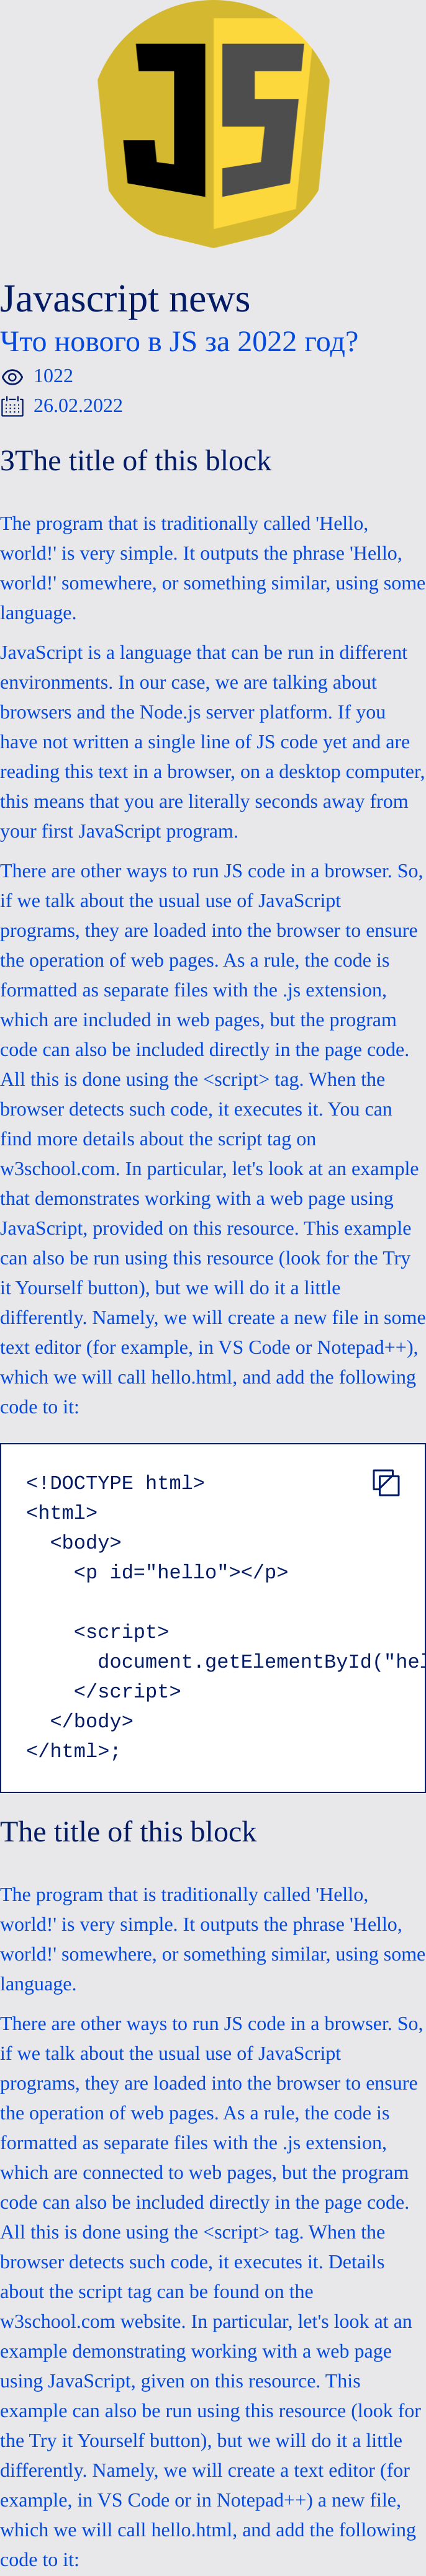 JS
Javascript news
Что нового в JS за 2022 год?
1022
26.02.2022
3The title of this block
The program that is traditionally called 'Hello,
world!' is very simple. It outputs the phrase 'Hello,
world!' somewhere, or something similar, using some
language.
JavaScript is a language that can be run in different
environments. In our case, we are talking about
browsers and the Node.js server platform. If you
have not written a single line of JS code yet and are
reading this text in a browser, on a desktop computer,
this means that you are literally seconds away from
your first JavaScript program.
There are other ways to run JS code in a browser. So,
if we talk about the usual use of JavaScript
programs, they are loaded into the browser to ensure
the operation of web pages. As a rule, the code is
formatted as separate files with the .js extension,
which are included in web pages, but the program
code can also be included directly in the page code.
All this is done using the <script> tag. When the
browser detects such code, it executes it. You can
find more details about the script tag on
w3school.com. In particular, let's look at an example
that demonstrates working with a web page using
JavaScript, provided on this resource. This example
can also be run using this resource (look for the Try
it Yourself button), but we will do it a little
differently. Namely, we will create a new file in some
text editor (for example, in VS Code or Notepad++),
which we will call hello.html, and add the following
code to it:
<!DOCTYPE html>
<html>
<body>
<p id="hello"></p>
<script>
document.getElementById("hel
</script>
</body>
</html>;
The title of this block
The program that is traditionally called 'Hello,
world!' is very simple. It outputs the phrase 'Hello,
world!' somewhere, or something similar, using some
language.
There are other ways to run JS code in a browser. So,
if we talk about the usual use of JavaScript
programs, they are loaded into the browser to ensure
the operation of web pages. As a rule, the code is
formatted as separate files with the .js extension,
which are connected to web pages, but the program
code can also be included directly in the page code.
All this is done using the <script> tag. When the
browser detects such code, it executes it. Details
about the script tag can be found on the
w3school.com website. In particular, let's look at an
example demonstrating working with a web page
using JavaScript, given on this resource. This
example can also be run using this resource (look for
the Try it Yourself button), but we will do it a little
differently. Namely, we will create a text editor (for
example, in VS Code or in Notepad++) a new file,
which we will call hello.html, and add the following
code to it: